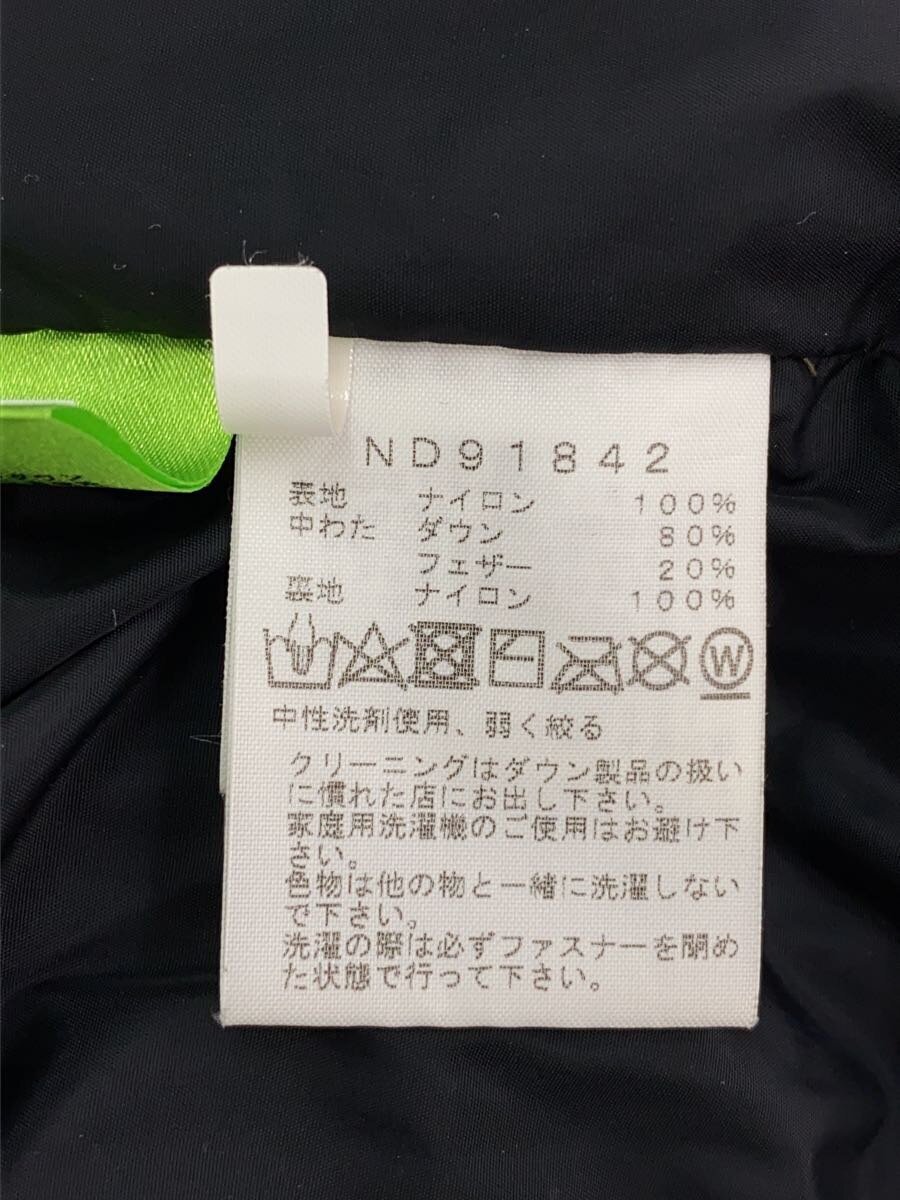 ND91842
表地 ナイロン 100%
中わた ダウン 80%
フェザー 20%
裏地 ナイロン 100%
W
中性洗剤使用、弱く絞る
クリーニングはダウン製品の扱い
に慣れた店にお出し下さい。
家庭用洗濯機のご使用はお避け下
さい。
色物は他の物と一緒に洗濯しない
で下さい。
洗濯の際は必ずファスナーを閉め
た状態で行って下さい。